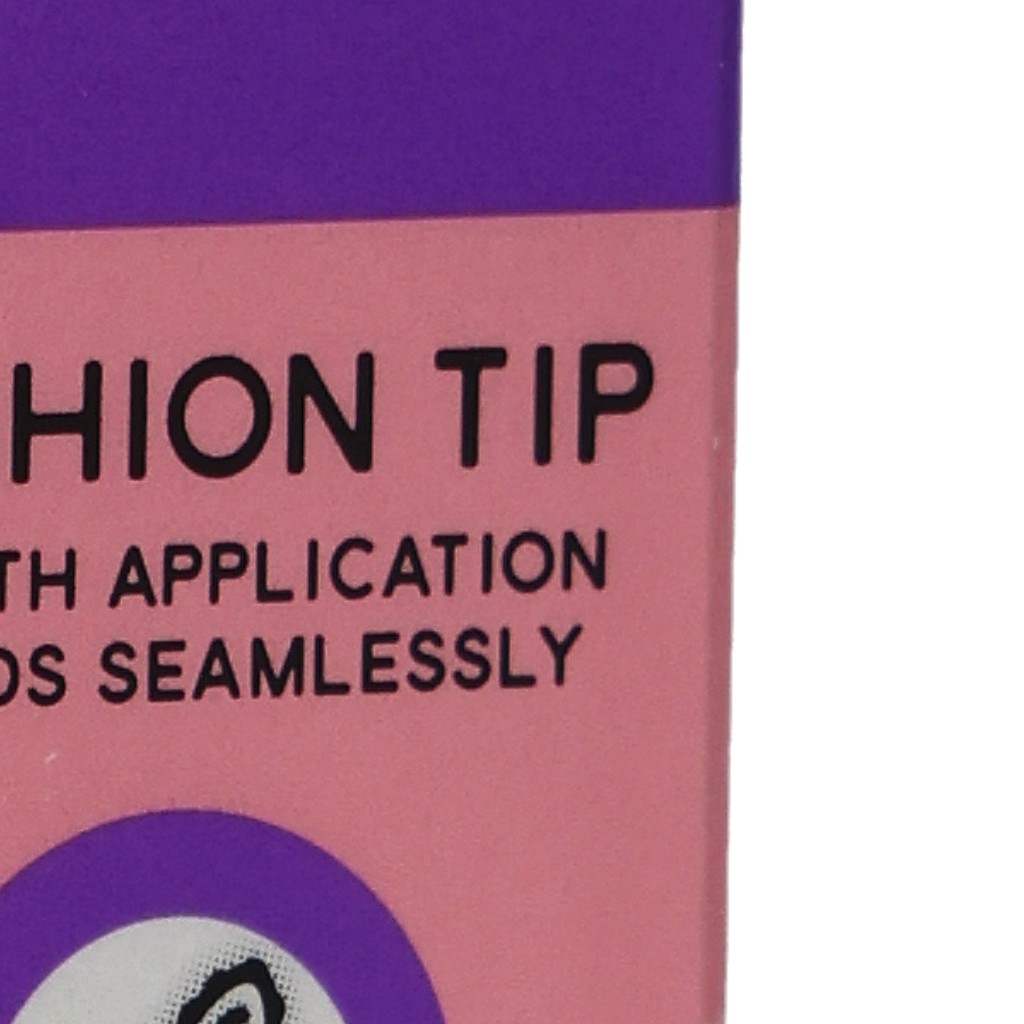 HION TIP
TH APPLICATION
DS SEAMLESSLY